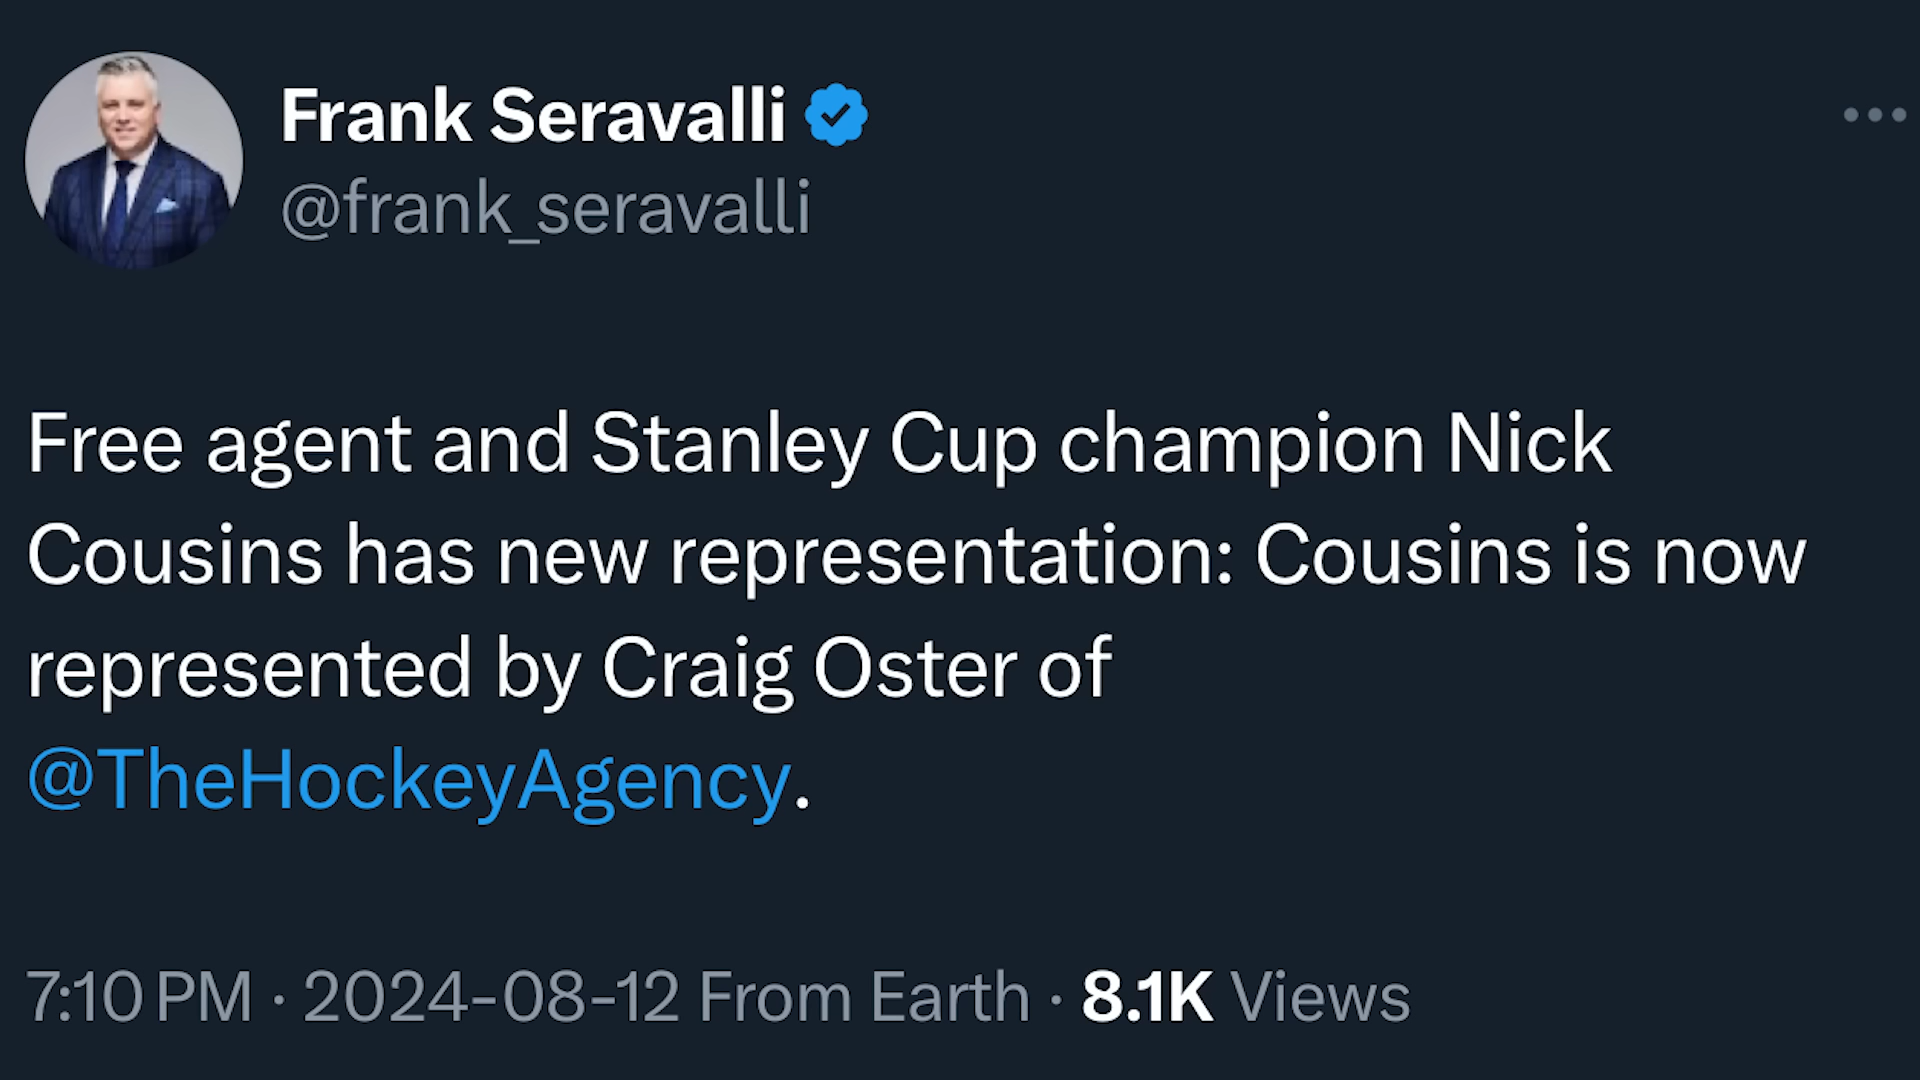 Frank Seravalli
@frank_seravalli
Free agent and Stanley Cup champion Nick
Cousins has new representation: Cousins is now
represented by Craig Oster of
@TheHockeyAgency.
7:10 PM · 2024-08-12 From Earth · 8.1K Views